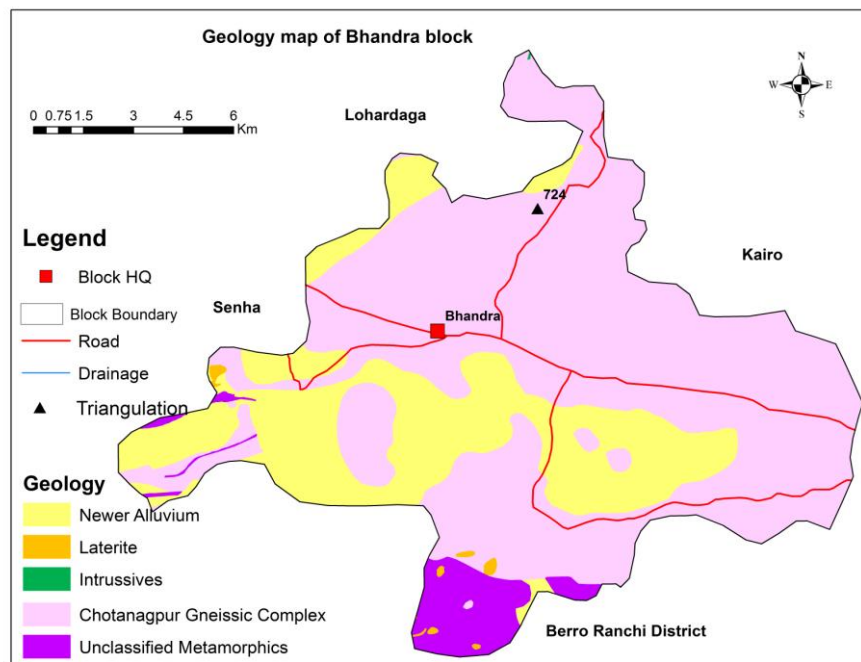 Geology map of Bhandra block
N
W E
S
Lohardaga
0 0.75 1.5 3 4.5 6
Km
724
Legend
Kairo
Block HQ
Senha
Block Boundary
Bhandra
Road
Drainage
Triangulation
Geology
Newer Alluvium
Laterite
Intrussives
Chotanagpur Gneissic Complex
Unclassified Metamorphics
Berro Ranchi District